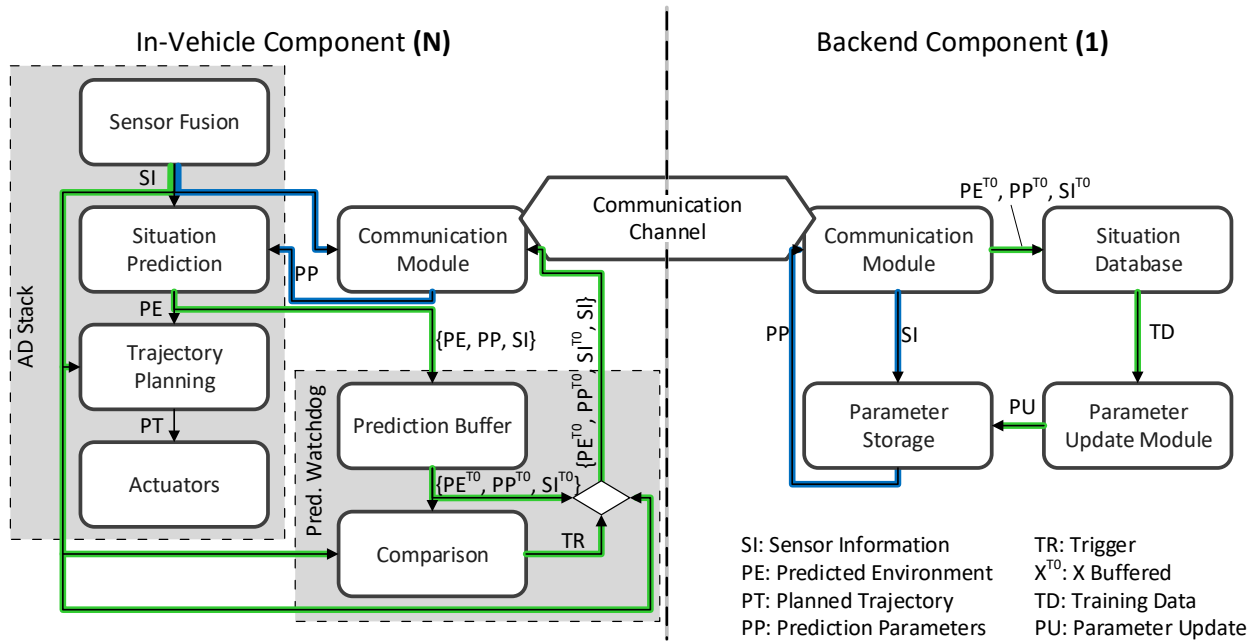 In-Vehicle Component (N)
Backend Component (1)
AD Stack
Sensor Fusion
SI
Situation
Prediction
PP
Communication
Module
Communication
Channel
PE
{PE, PP, SI}
Trajectory
Planning
PT
Actuators
Pred. Watchdog
Prediction Buffer
{PE^T0, PP^T0, SI^T0}
Comparison
TR
{PE^T0, PP^T0, SI^T0, SI}
Communication
Module
PE^T0, PP^T0, SI^T0
Situation
Database
PP
SI
TD
Parameter
Storage
PU
Parameter
Update Module
SI: Sensor Information
PE: Predicted Environment
PT: Planned Trajectory
PP: Prediction Parameters
TR: Trigger
X^T0: X Buffered
TD: Training Data
PU: Parameter Update